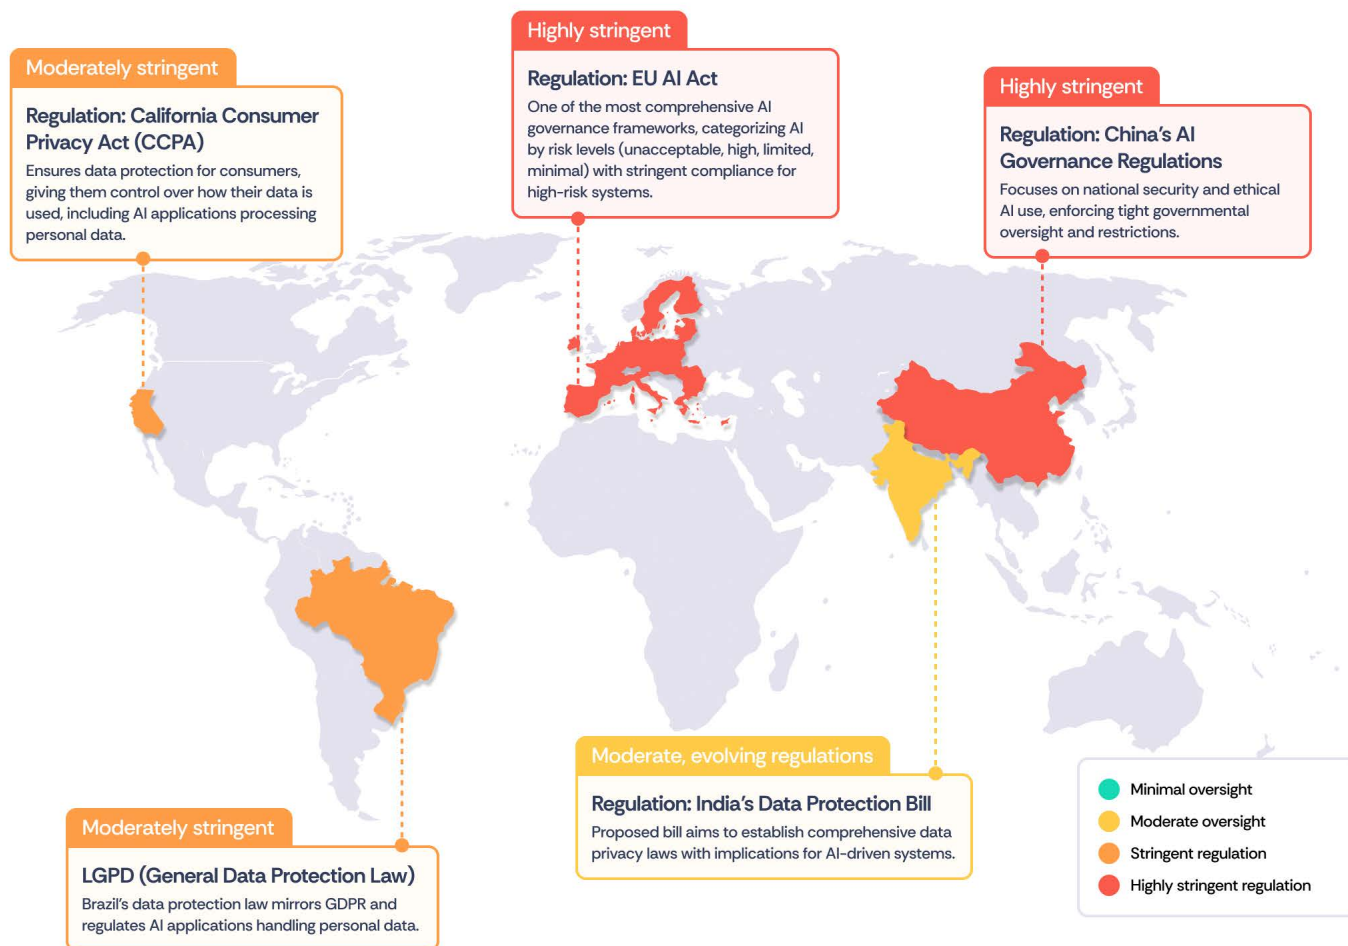 Moderately stringent
Regulation: California Consumer
Privacy Act (CCPA)
Ensures data protection for consumers,
giving them control over how their data is
used, including AI applications processing
personal data.
Highly stringent
Regulation: EU AI Act
One of the most comprehensive AI
governance frameworks, categorizing AI
by risk levels (unacceptable, high, limited,
minimal) with stringent compliance for
high-risk systems.
Highly stringent
Regulation: China's AI
Governance Regulations
Focuses on national security and ethical
AI use, enforcing tight governmental
oversight and restrictions.
Moderately stringent
LGPD (General Data Protection Law)
Brazil's data protection law mirrors GDPR and
regulates AI applications handling personal data.
Moderate, evolving regulations
Regulation: India's Data Protection Bill
Proposed bill aims to establish comprehensive data
privacy laws with implications for AI-driven systems.
Minimal oversight
Moderate oversight
Stringent regulation
Highly stringent regulation